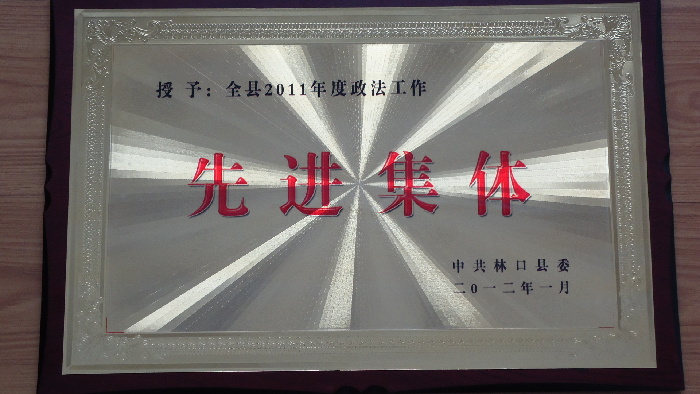 授 予：全县2011年度政法工作
先进集体
中共林口县委
二0一二年一月